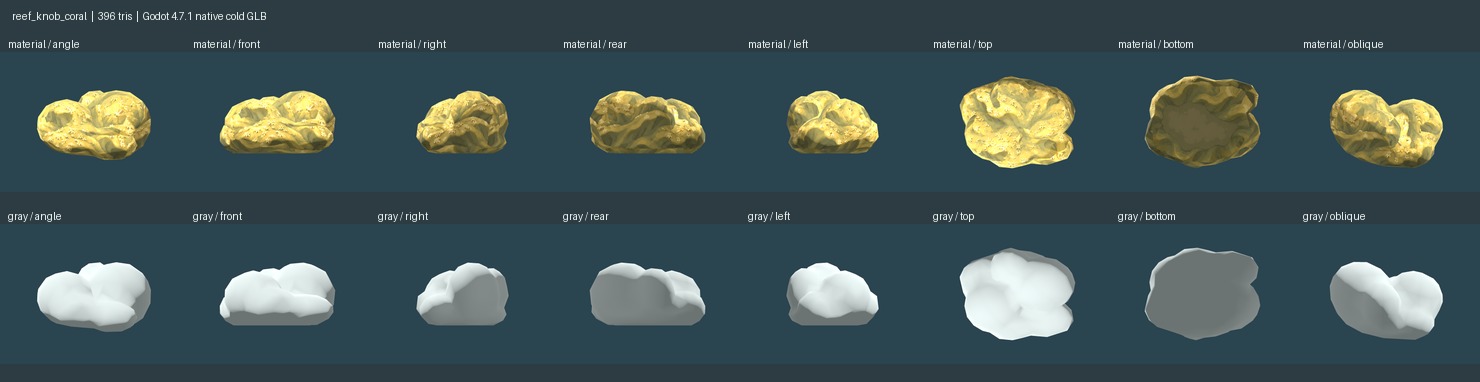 reef_knob_coral | 396 tris | Godot 4.7.1 native cold GLB
material / angle material / front material / right material / rear material / left material / top material / bottom material / oblique
gray / angle gray / front gray / right gray / rear gray / left gray / top gray / bottom gray / oblique